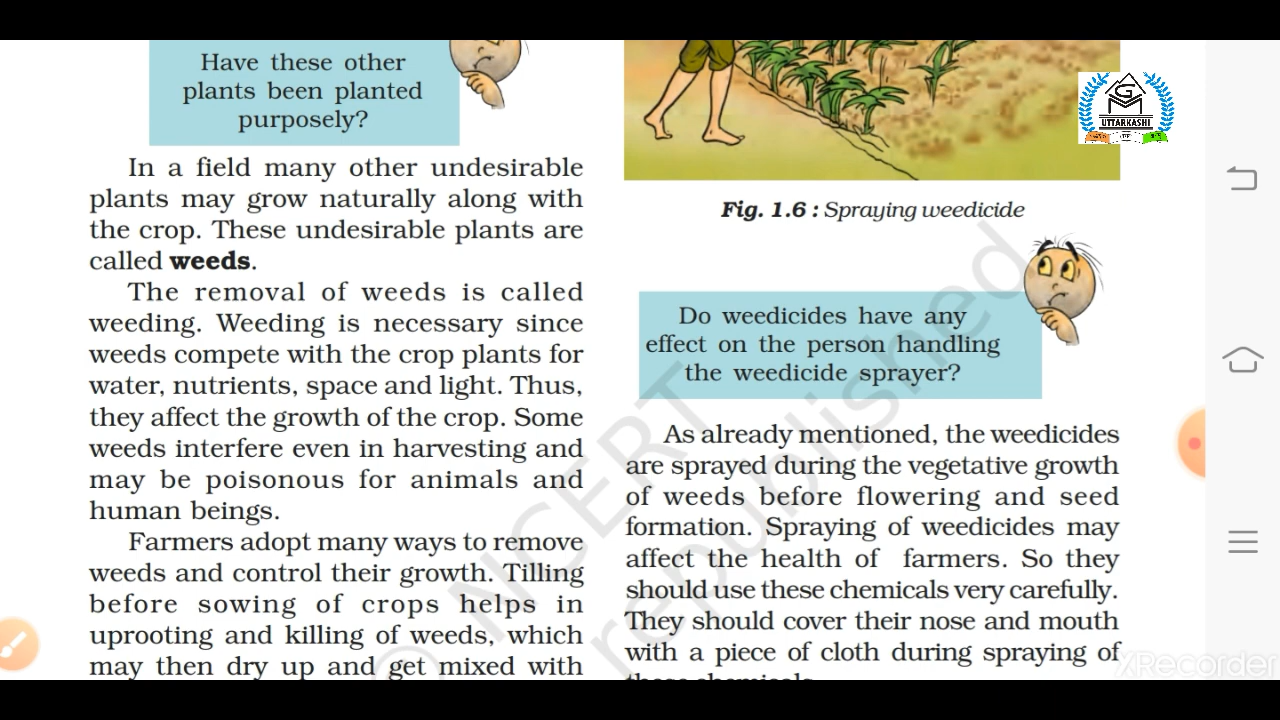 Have these other
plants been planted
purposely?
In a field many other undesirable
plants may grow naturally along with
the crop. These undesirable plants are
called weeds.
The removal of weeds is called
weeding. Weeding is necessary since
weeds compete with the crop plants for
water, nutrients, space and light. Thus,
they affect the growth of the crop. Some
weeds interfere even in harvesting and
may be poisonous for animals and
human beings.
Farmers adopt many ways to remove
weeds and control their growth. Tilling
before sowing of crops helps in
uprooting and killing of weeds, which
may then dry up and get mixed with
G
UTTARKASHI
Fig. 1.6 : Spraying weedicide
Do weedicides have any
effect on the person handling
the weedicide sprayer?
As already mentioned, the weedicides
are sprayed during the vegetative growth
of weeds before flowering and seed
formation. Spraying of weedicides may
affect the health of farmers. So they
should use these chemicals very carefully.
They should cover their nose and mouth
with a piece of cloth during spraying of
these chemicals.
© NCERT
republished
XRecorder